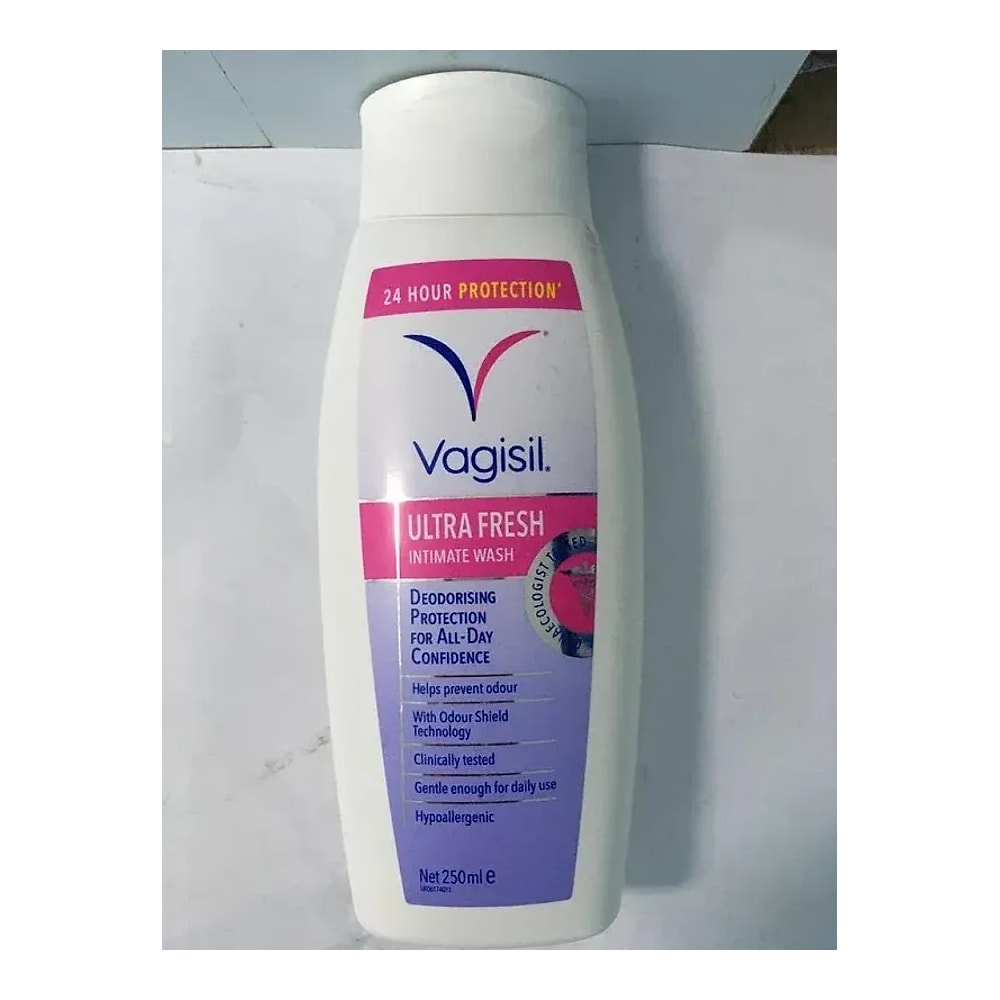 24 HOUR PROTECTION*
Vagisil®
ULTRA FRESH
INTIMATE WASH
DEODORISING
PROTECTION
FOR ALL-DAY
CONFIDENCE
Helps prevent odour
With Odour Shield
Technology
Clinically tested
Gentle enough for daily use
Hypoallergenic
Net 250ml e